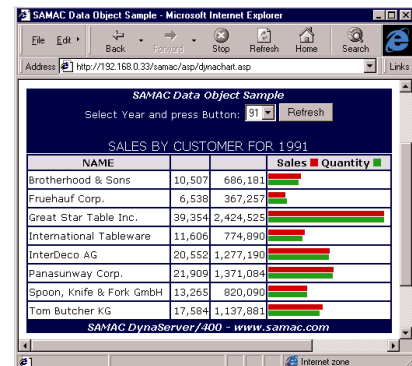 SAMAC Data Object Sample - Microsoft Internet Explorer
File Edit
Back Forward Stop Refresh Home Search
Address http://192.168.0.33/samac/asp/dynachart.asp Links
SAMAC Data Object Sample
Select Year and press Button: 91 Refresh
SALES BY CUSTOMER FOR 1991
NAME Sales Quantity
Brotherhood & Sons 10,507 686,181
Fruehauf Corp. 6,538 367,257
Great Star Table Inc. 39,354 2,424,525
International Tableware 11,606 774,890
InterDeco AG 20,552 1,277,190
Panasunway Corp. 21,909 1,371,084
Spoon, Knife & Fork GmbH 13,265 820,090
Tom Butcher KG 17,584 1,137,881
SAMAC DynaServer/400 - www.samac.com
Internet zone